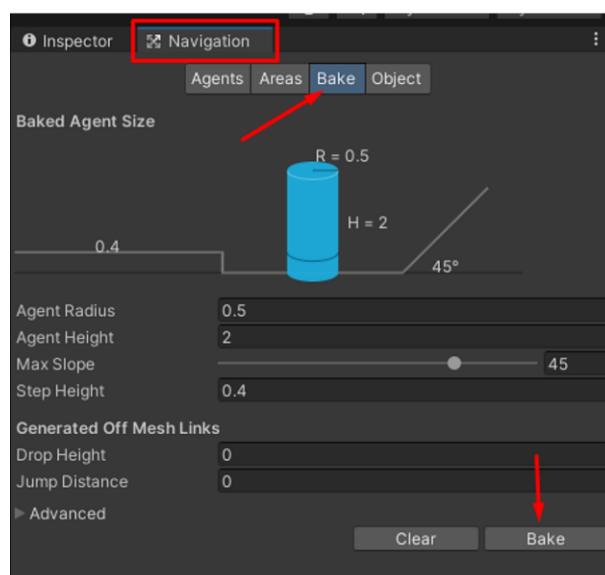 Inspector Navigation
Agents Areas Bake Object
Baked Agent Size
R = 0.5
H = 2
0.4
45°
Agent Radius 0.5
Agent Height 2
Max Slope 45
Step Height 0.4
Generated Off Mesh Links
Drop Height 0
Jump Distance 0
Advanced
Clear Bake